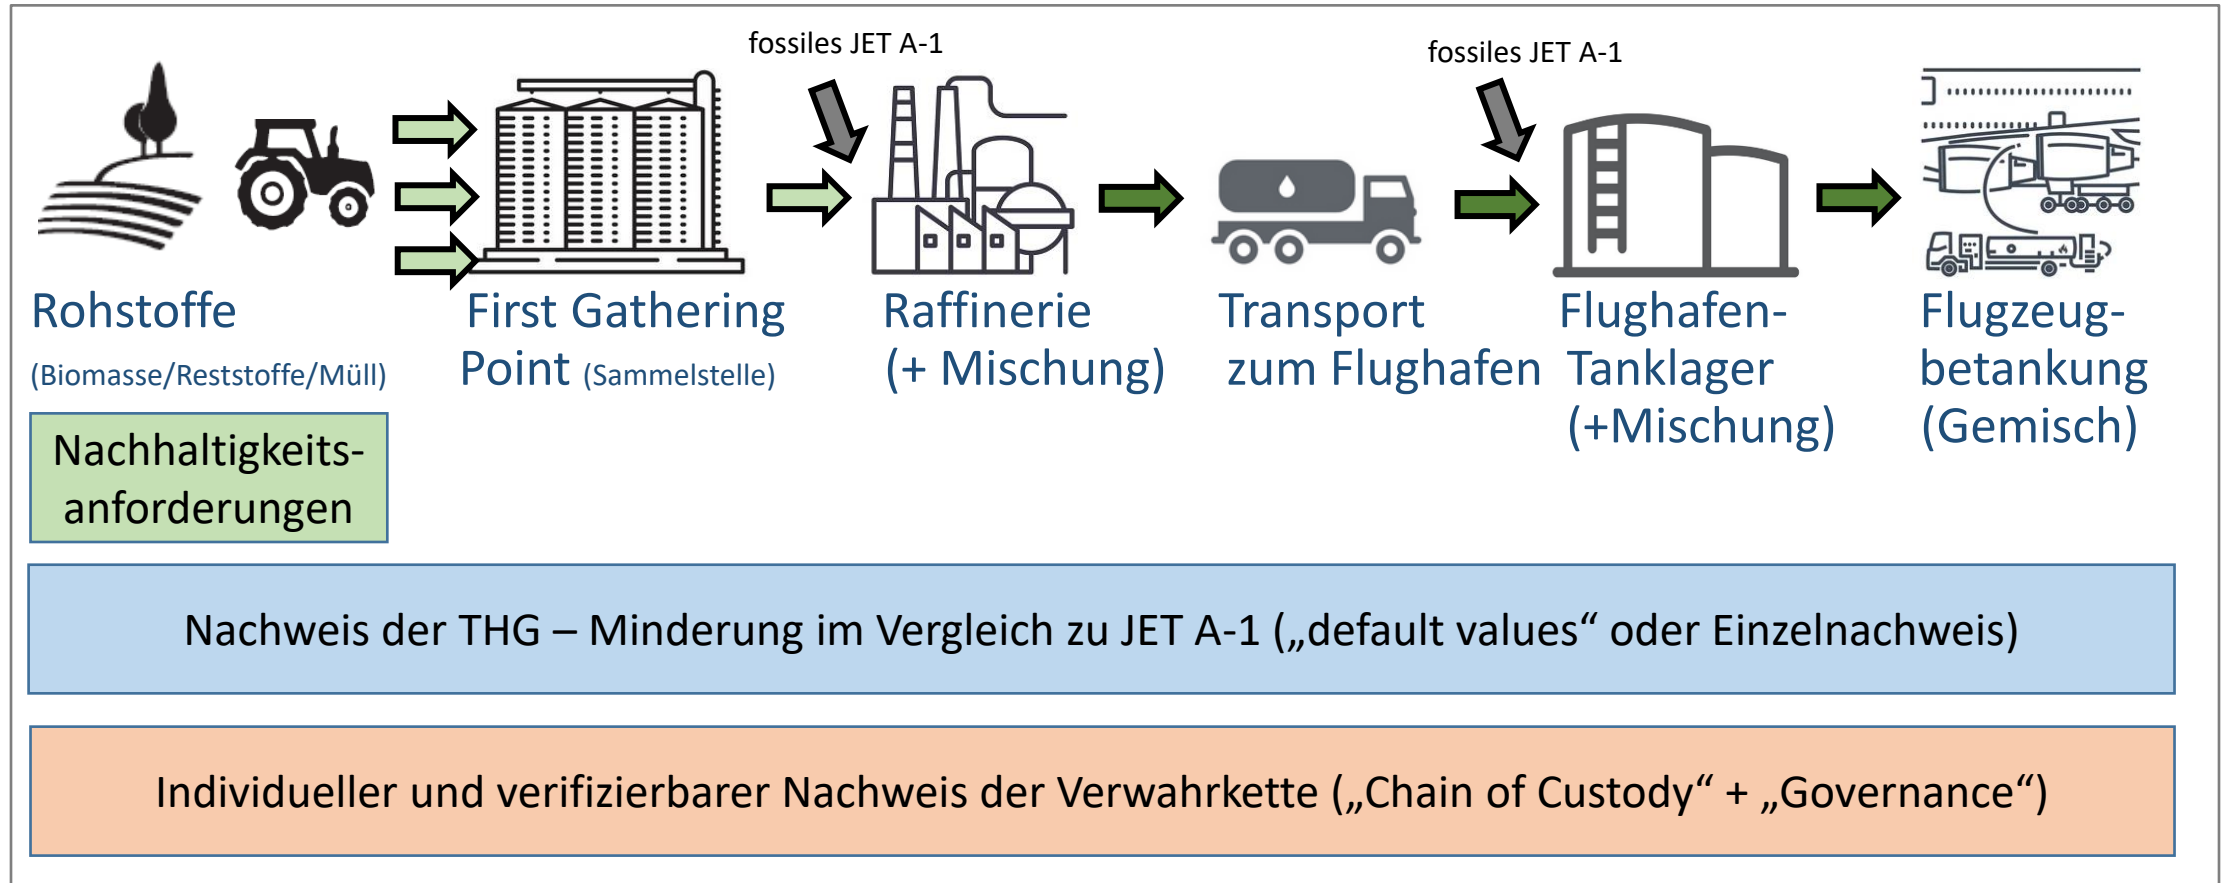 fossiles JET A-1
fossiles JET A-1
Rohstoffe
(Biomasse/Reststoffe/Müll)
First Gathering
Point (Sammelstelle)
Raffinerie
(+ Mischung)
Transport
zum Flughafen
Flughafen-
Tanklager
(+Mischung)
Flugzeug-
betankung
(Gemisch)
Nachhaltigkeits-
anforderungen
Nachweis der THG – Minderung im Vergleich zu JET A-1 („default values“ oder Einzelnachweis)
Individueller und verifizierbarer Nachweis der Verwahrkette („Chain of Custody“ + „Governance“)